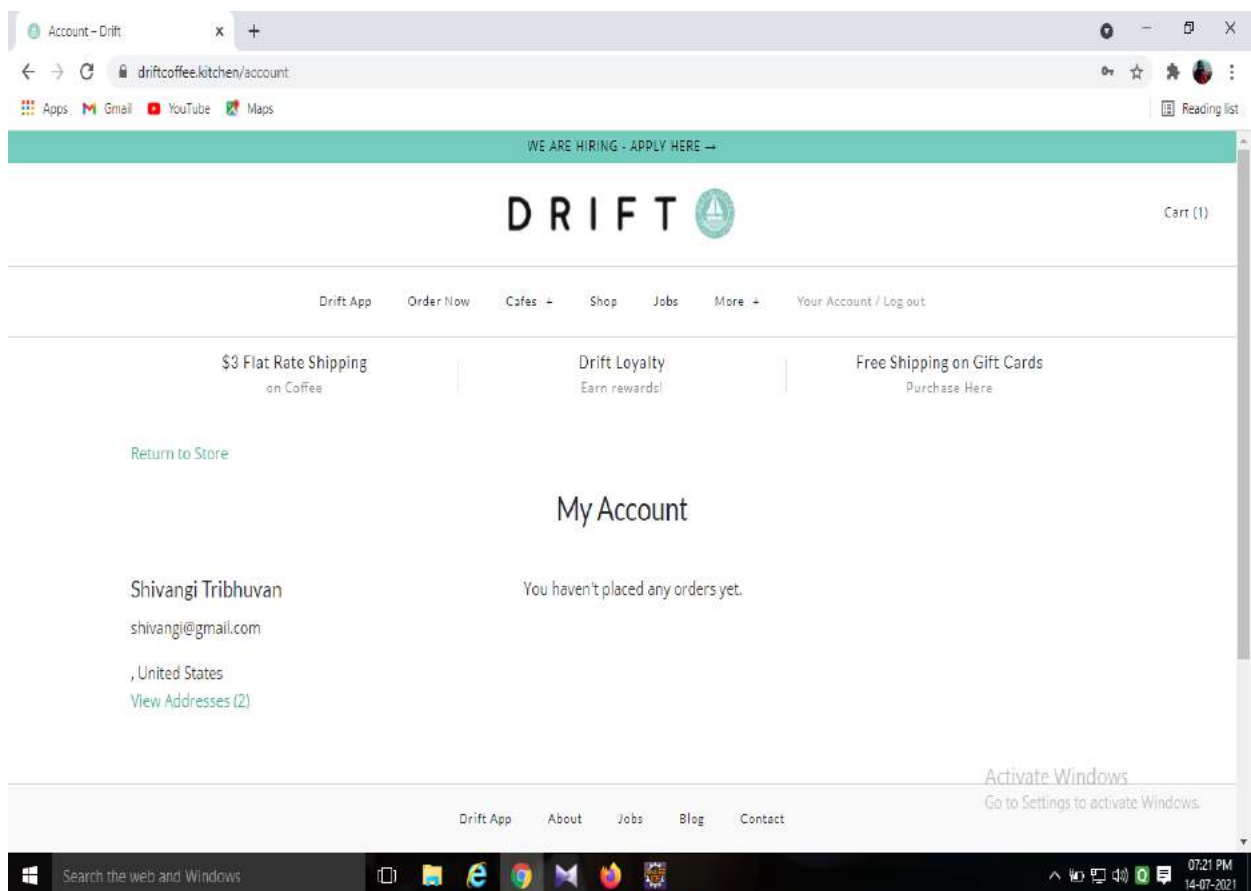 Account – Drift
driftcoffee.kitchen/account
Apps Gmail YouTube Maps Reading list
WE ARE HIRING - APPLY HERE →
DRIFT
Cart (1)
Drift App Order Now Cafes + Shop Jobs More + Your Account / Log out
$3 Flat Rate Shipping
on Coffee
Drift Loyalty
Earn rewards!
Free Shipping on Gift Cards
Purchase Here
Return to Store
My Account
Shivangi Tribhuvan
shivangi@gmail.com
, United States
View Addresses (2)
You haven't placed any orders yet.
Activate Windows
Go to Settings to activate Windows.
Drift App About Jobs Blog Contact
Search the web and Windows
07:21 PM
14-07-2021